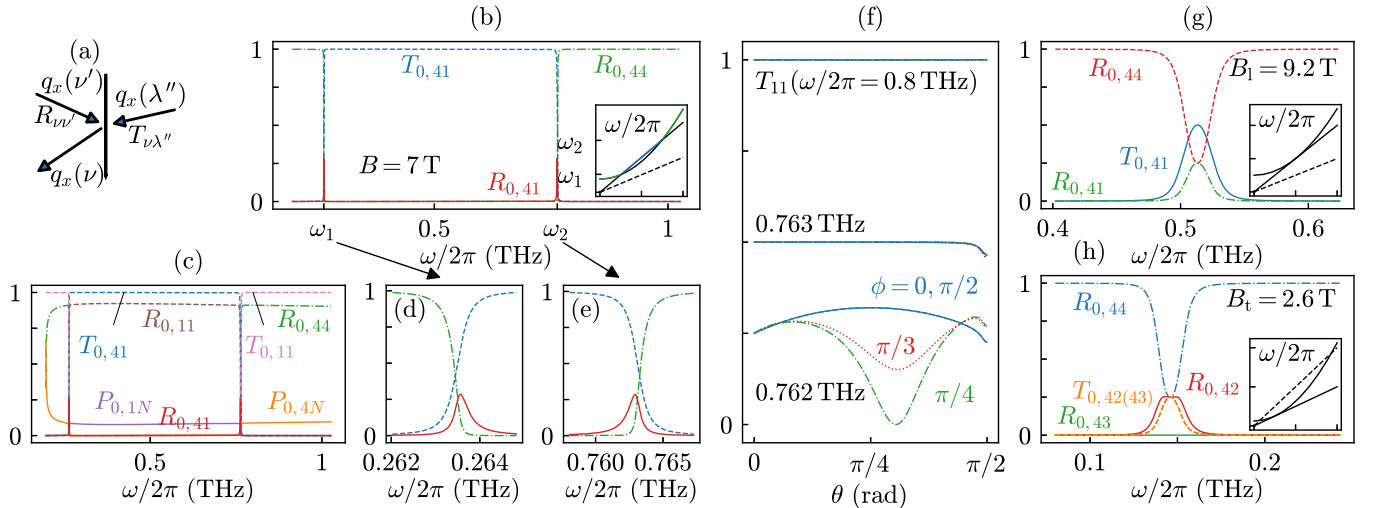 (a)
q_x(ν′)
q_x(λ″)
R_νν′
T_νλ″
q_x(ν)
(b)
1
0
T_0,41
R_0,44
B = 7 T
R_0,41
ω/2π
ω_2
ω_1
ω_1
0.5
ω_2
1
ω/2π (THz)
(c)
1
0
R_0,11
R_0,44
T_0,41
T_0,11
P_0,1N
R_0,41
P_0,4N
0.5
1
ω/2π (THz)
(d)
1
0
0.262
0.264
ω/2π (THz)
(e)
1
0
0.760
0.765
ω/2π (THz)
(f)
1
0
T_11(ω/2π = 0.8 THz)
0.763 THz
ϕ = 0, π/2
π/3
π/4
0.762 THz
0
π/4
π/2
θ (rad)
(g)
1
0
R_0,44
B_l = 9.2 T
ω/2π
T_0,41
R_0,41
0.4
0.5
0.6
ω/2π (THz)
(h)
1
0
R_0,44
B_t = 2.6 T
ω/2π
T_0,42(43)
R_0,42
R_0,43
0.1
0.2
ω/2π (THz)